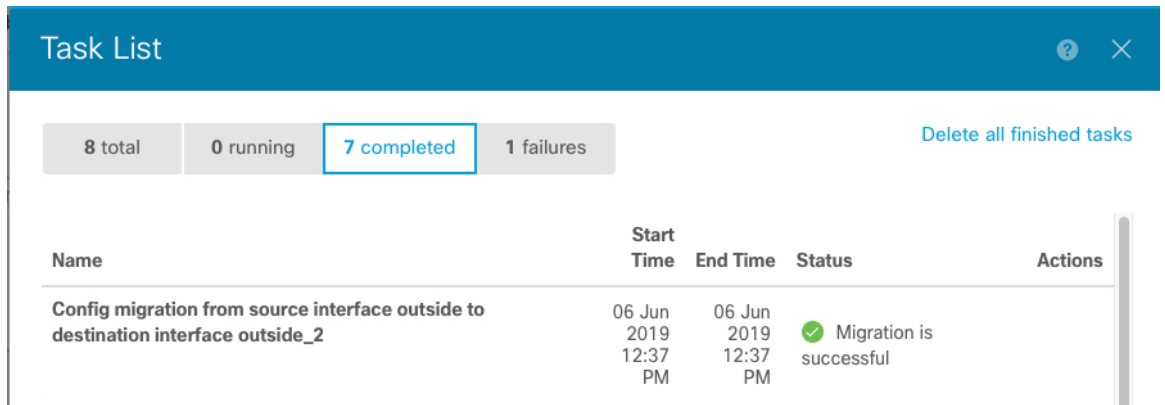 Task List
8 total 0 running 7 completed 1 failures
Delete all finished tasks
Name Start Time End Time Status Actions
Config migration from source interface outside to
destination interface outside_2
06 Jun
2019
12:37
PM
06 Jun
2019
12:37
PM
Migration is
successful